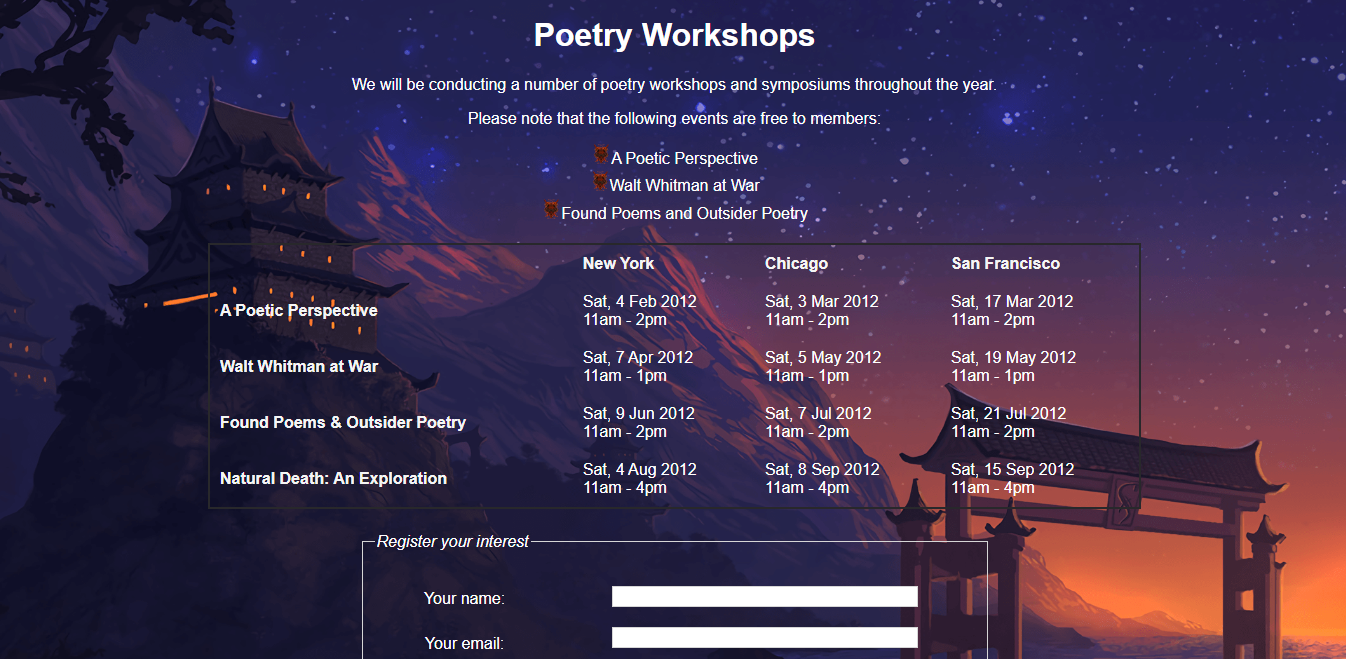 Poetry Workshops
We will be conducting a number of poetry workshops and symposiums throughout the year.
Please note that the following events are free to members:
A Poetic Perspective
Walt Whitman at War
Found Poems and Outsider Poetry
New York Chicago San Francisco
A Poetic Perspective
Sat, 4 Feb 2012
11am - 2pm
Sat, 3 Mar 2012
11am - 2pm
Sat, 17 Mar 2012
11am - 2pm
Walt Whitman at War
Sat, 7 Apr 2012
11am - 1pm
Sat, 5 May 2012
11am - 1pm
Sat, 19 May 2012
11am - 1pm
Found Poems & Outsider Poetry
Sat, 9 Jun 2012
11am - 2pm
Sat, 7 Jul 2012
11am - 2pm
Sat, 21 Jul 2012
11am - 2pm
Natural Death: An Exploration
Sat, 4 Aug 2012
11am - 4pm
Sat, 8 Sep 2012
11am - 4pm
Sat, 15 Sep 2012
11am - 4pm
Register your interest
Your name:
Your email: